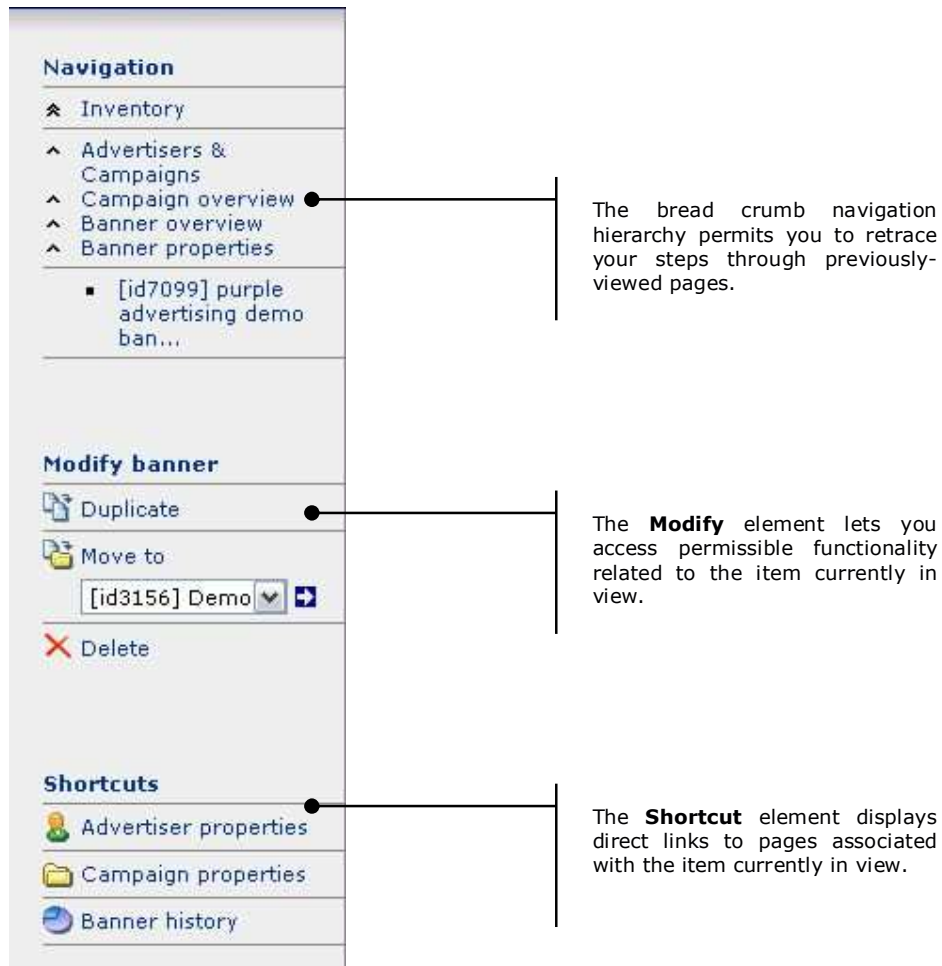 Navigation
Inventory
Advertisers &
Campaigns
Campaign overview
Banner overview
Banner properties
[id7099] purple
advertising demo
ban...
The bread crumb navigation
hierarchy permits you to retrace
your steps through previously-
viewed pages.
Modify banner
Duplicate
Move to
[id3156] Demo
Delete
The Modify element lets you
access permissible functionality
related to the item currently in
view.
Shortcuts
Advertiser properties
Campaign properties
Banner history
The Shortcut element displays
direct links to pages associated
with the item currently in view.